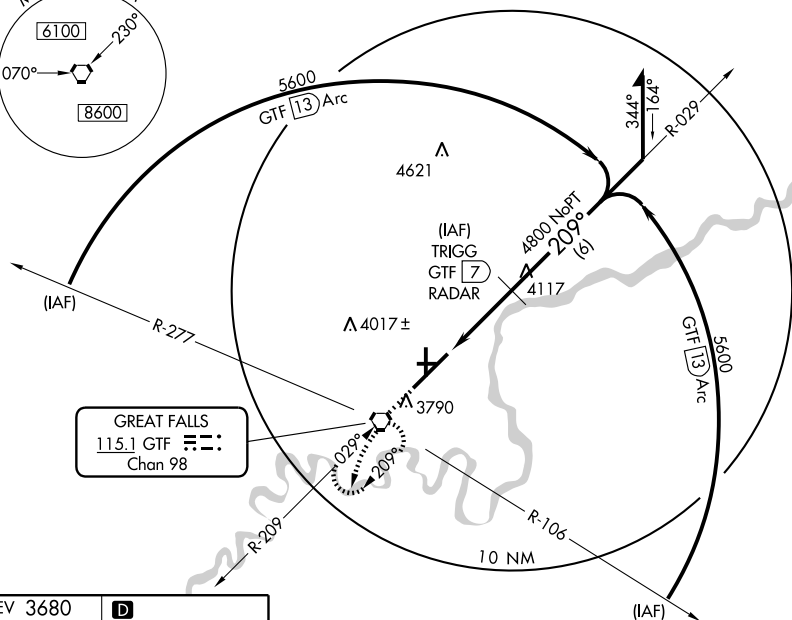 6100
230°
070°
8600
5600
GTF 13 Arc
344°
164°
R-029
4621
4800 NoPT
209°
(6)
(IAF)
TRIGG
GTF 7
RADAR
4117
(IAF)
R-277
4017±
5600
GTF 13 Arc
3790
GREAT FALLS
115.1 GTF
Chan 98
029°
209°
R-209
R-106
10 NM
EV 3680
D
(IAF)